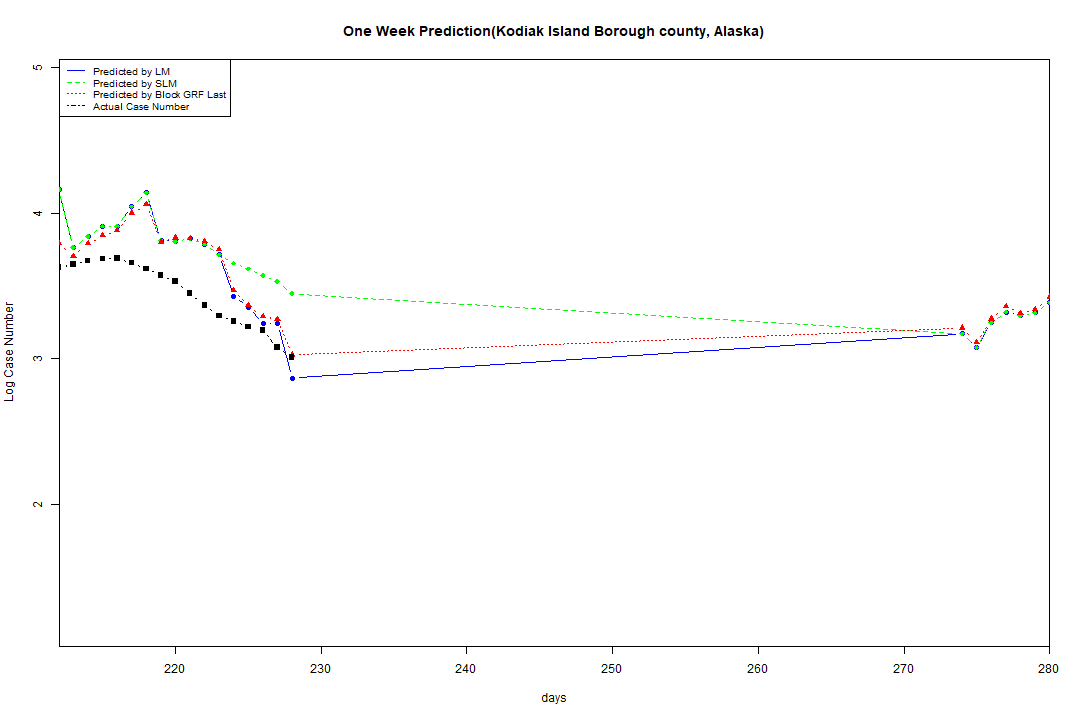 One Week Prediction(Kodiak Island Borough county, Alaska)
Predicted by LM
Predicted by SLM
Predicted by Block GRF Last
Actual Case Number
5
4
3
2
Log Case Number
220 230 240 250 260 270 280
days